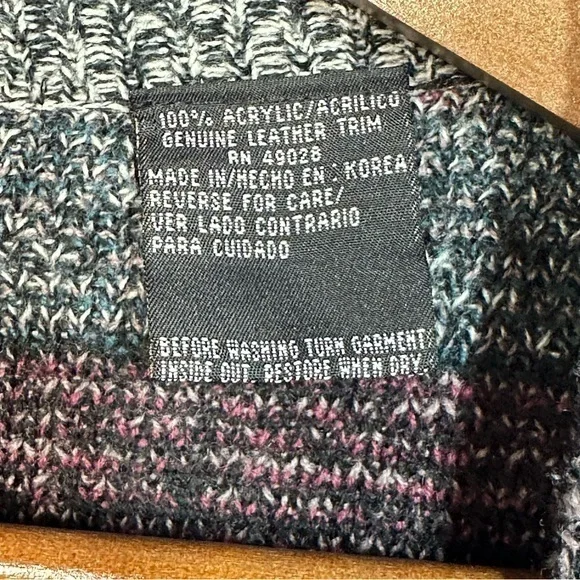 100% ACRYLIC/ACRILICO
GENUINE LEATHER TRIM
RN 49028
MADE IN/HECHO EN : KOREA
REVERSE FOR CARE/
VER LADO CONTRARIO
PARA CUIDADO
BEFORE WASHING TURN GARMENT
INSIDE OUT. RESTORE WHEN DRY.